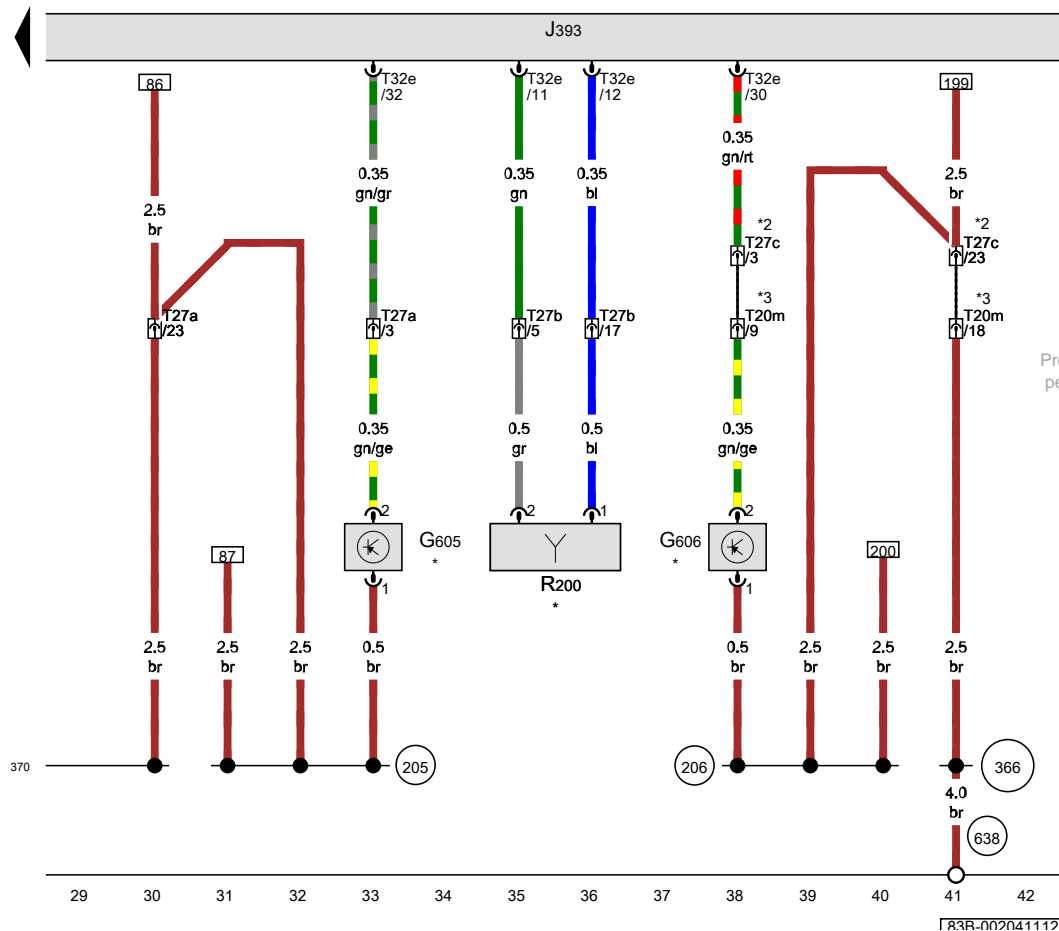 J393
86
T32e
/32
T32e
/11
T32e
/12
T32e
/30
199
0.35
gn/rt
0.35
gn/gr
0.35
gn
0.35
bl
2.5
br
2.5
br
*2
T27c
/3
*2
T27c
/23
T27a
/23
T27a
/3
T27b
/5
T27b
/17
*3
T20m
/9
*3
T20m
/18
Pr
pe
0.35
gn/ge
0.5
gr
0.5
bl
0.35
gn/ge
2
2
1
2
87
G605
*
G606
*
200
R200
*
1
1
2.5
br
2.5
br
2.5
br
0.5
br
0.5
br
2.5
br
2.5
br
2.5
br
370
205
206
366
4.0
br
638
29 30 31 32 33 34 35 36 37 38 39 40 41 42
83B-002041112